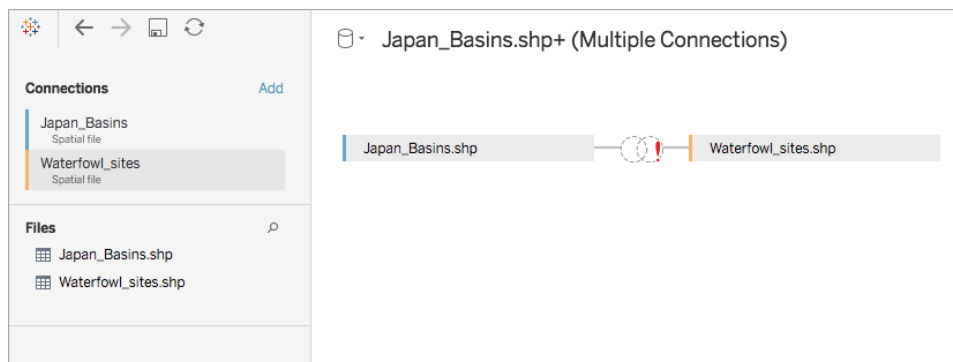 Japan_Basins.shp+ (Multiple Connections)
Connections Add
Japan_Basins
Spatial file
Waterfowl_sites
Spatial file
Japan_Basins.shp
Waterfowl_sites.shp
Files
Japan_Basins.shp
Waterfowl_sites.shp